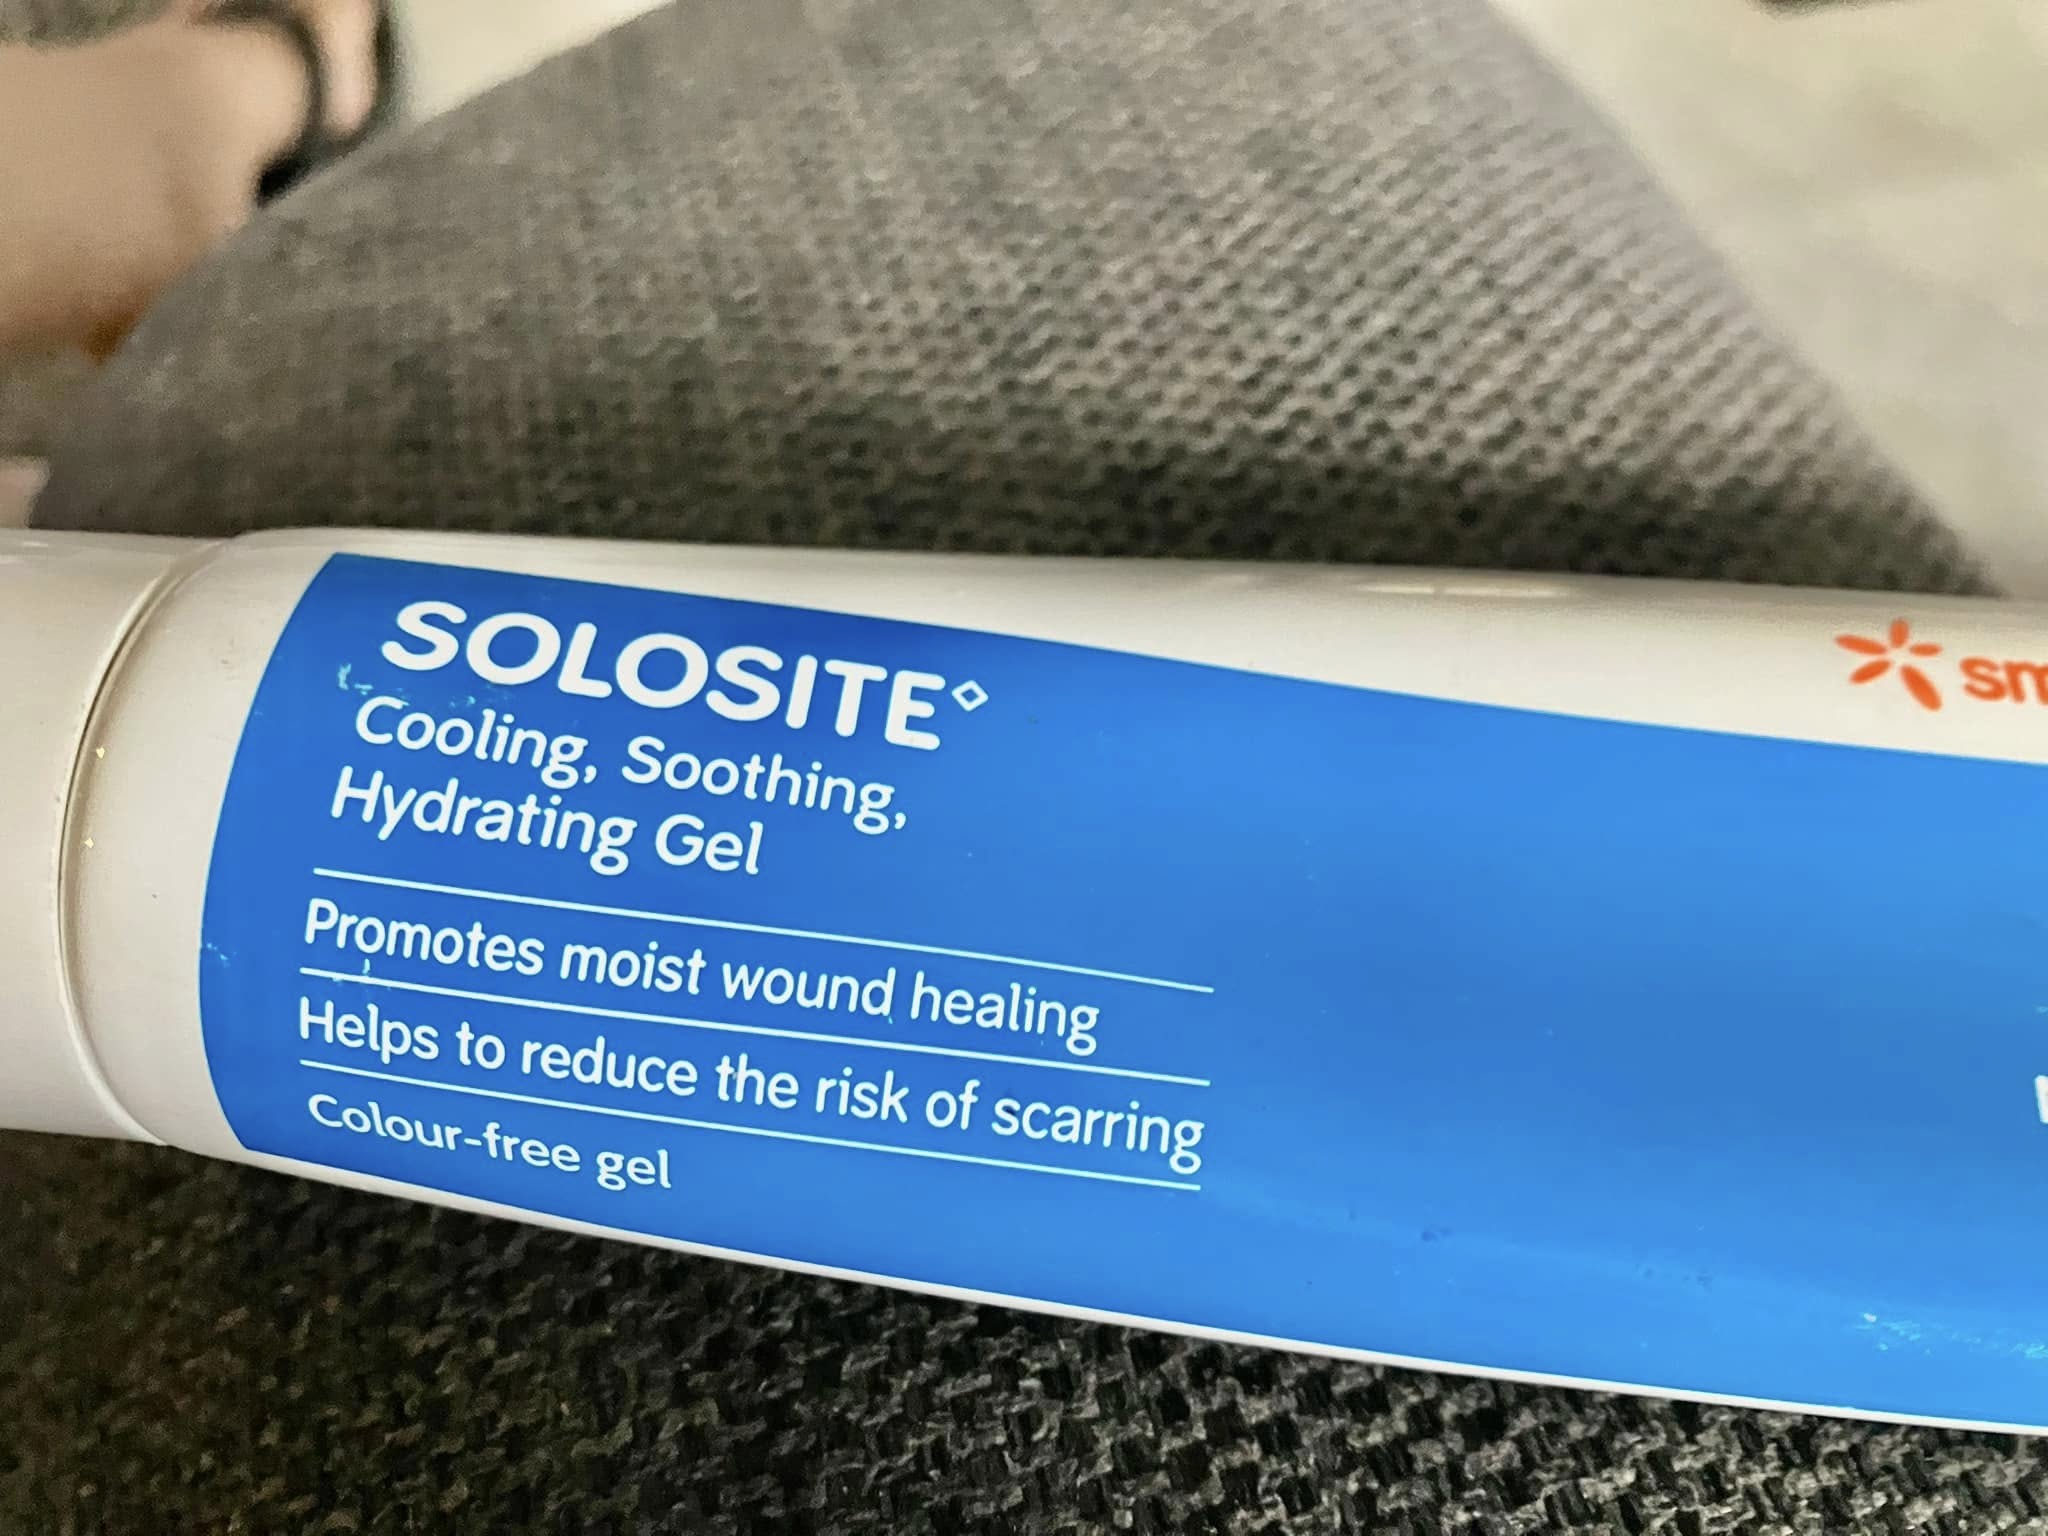 SOLOSITE◇
Cooling, Soothing,
Hydrating Gel
Promotes moist wound healing
Helps to reduce the risk of scarring
Colour-free gel
sm